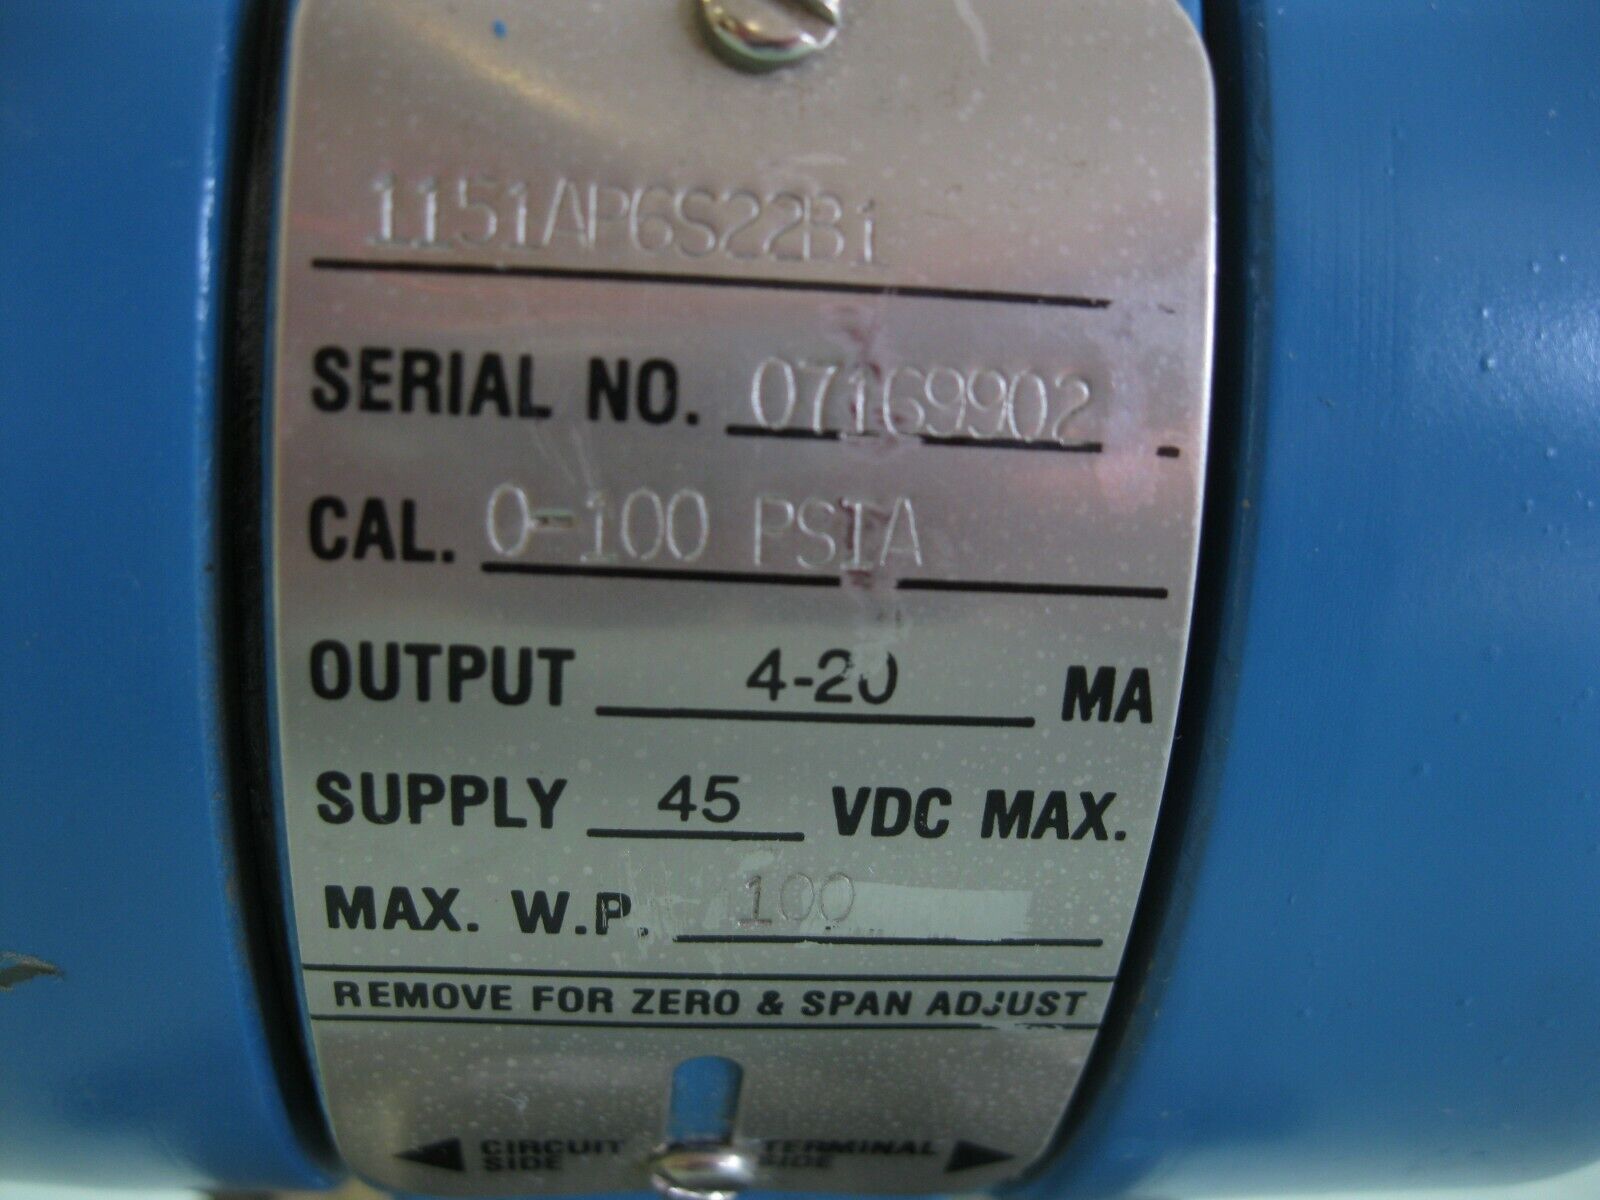 1151AP6S22B1
SERIAL NO. 07169902
CAL. 0-100 PSIA
OUTPUT 4-20 MA
SUPPLY 45 VDC MAX.
MAX. W.P. 100
REMOVE FOR ZERO & SPAN ADJUST
CIRCUIT SIDE
TERMINAL SIDE